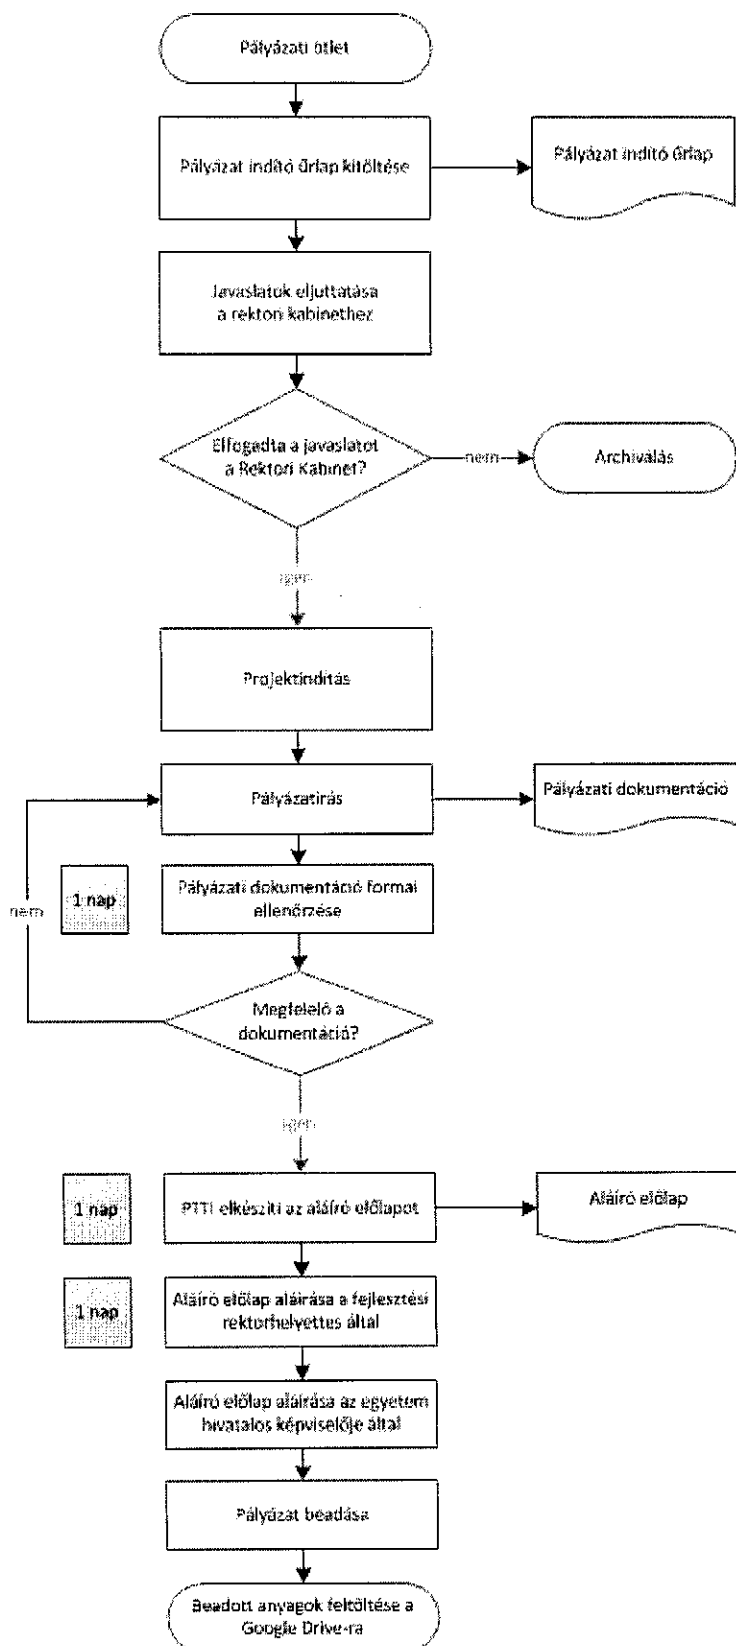 Pályázati ötlet
Pályázat indító űrlap kitöltése
Pályázat indító űrlap
Javaslatok eljuttatása
a rektori kabinethez
Elfogadta a javaslatot
a Rektori Kabinet?
nem
Archiválás
igen
Projektindítás
Pályázatírás
Pályázati dokumentáció
1 nap
Pályázati dokumentáció formai
ellenőrzése
nem
Megfelelő a
dokumentáció?
igen
1 nap
PTTI elkészíti az aláíró előlapot
Aláíró előlap
1 nap
Aláíró előlap aláírása a fejlesztési
rektorhelyettes által
Aláíró előlap aláírása az egyetem
hivatalos képviselője által
Pályázat beadása
Beadott anyagok feltöltése a
Google Drive-ra